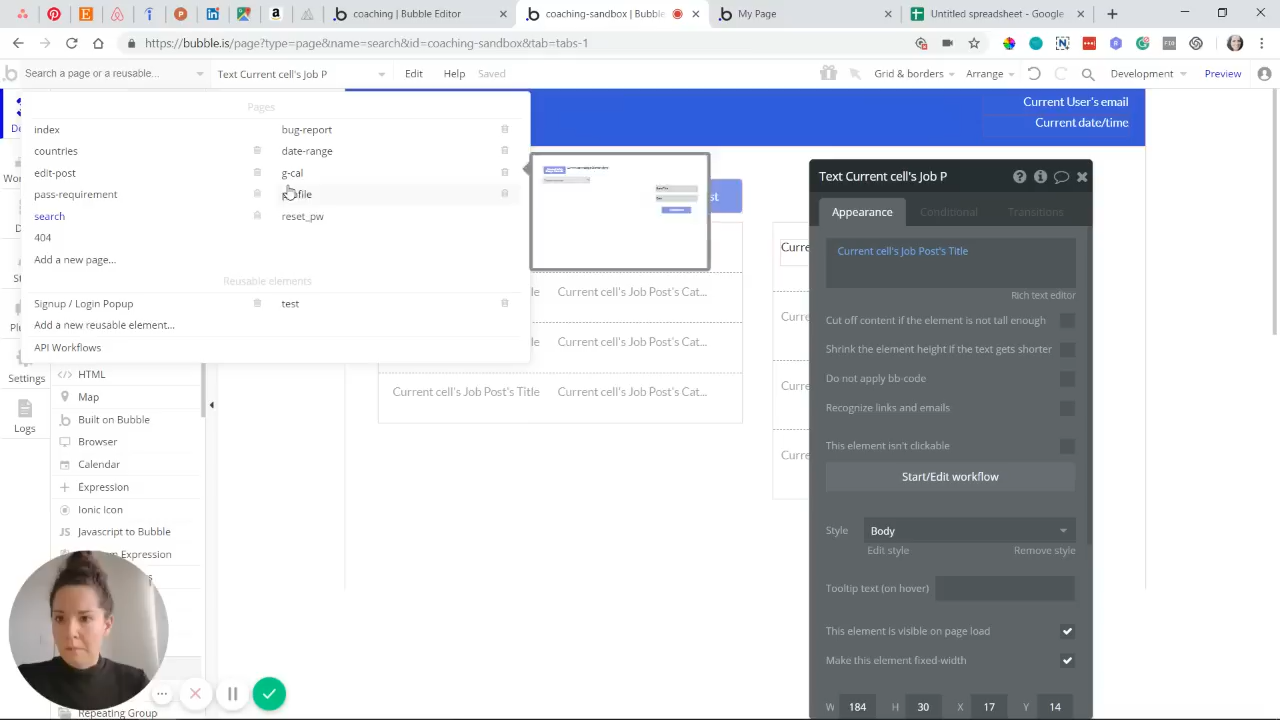 coaching | Bubble Editor
coaching-sandbox | Bubble
My Page
https://bubble.is/page?type=page&name=search&id=coaching-sandbox&tab=tabs-1
Search a page or a reusable...
Text Current cell's Job P
Edit
Help
Saved
Grid & borders
Arrange
Development
Preview
Pages
index
bug-report
countries
date-range
edit-post
goal
pass-requirement
search
reset_pw
404
Add a new page...
Reusable elements
Signup / Login Popup
test
Add a new reusable element...
API Workflows
Settings
Logs
HTML
Map
Built on Bubble
Browser
Calendar
Expression
Ionic Icon
JS Javascript to Bubble
Expression
Repeating Group
Current User's email
Current date/time
st
Current cell's Job Post's Cat...
Current cell's Job Post's Cat...
Current cell's Job Post's Title
Current cell's Job Post's Cat...
Text Current cell's Job P
Appearance
Conditional
Transitions
Current cell's Job Post's Title
Rich text editor
Cut off content if the element is not tall enough
Shrink the element height if the text gets shorter
Do not apply bb-code
Recognize links and emails
This element isn't clickable
Start/Edit workflow
Style
Body
Edit style
Remove style
Tooltip text (on hover)
This element is visible on page load
Make this element fixed-width
W 184 H 30 X 17 Y 14